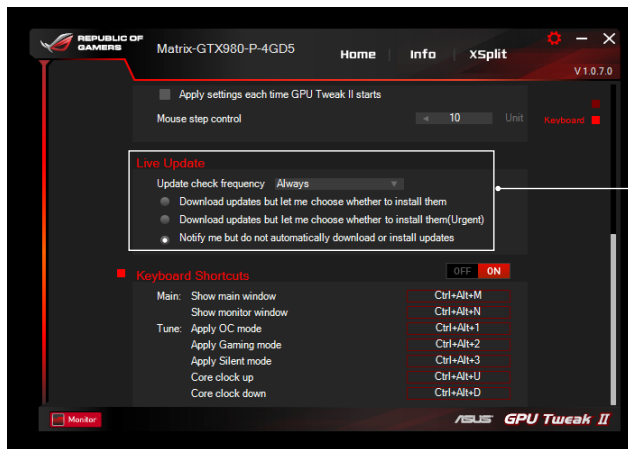 REPUBLIC OF
GAMERS
Matrix-GTX980-P-4GD5
Home
Info
XSplit
V 1.0.7.0
Apply settings each time GPU Tweak II starts
Mouse step control 10 Unit
Keyboard
Live Update
Update check frequency Always
Download updates but let me choose whether to install them
Download updates but let me choose whether to install them(Urgent)
Notify me but do not automatically download or install updates
Keyboard Shortcuts OFF ON
Main: Show main window Ctrl+Alt+M
Show monitor window Ctrl+Alt+N
Tune: Apply OC mode Ctrl+Alt+1
Apply Gaming mode Ctrl+Alt+2
Apply Silent mode Ctrl+Alt+3
Core clock up Ctrl+Alt+U
Core clock down Ctrl+Alt+D
Monitor
ASUS GPU Tweak II